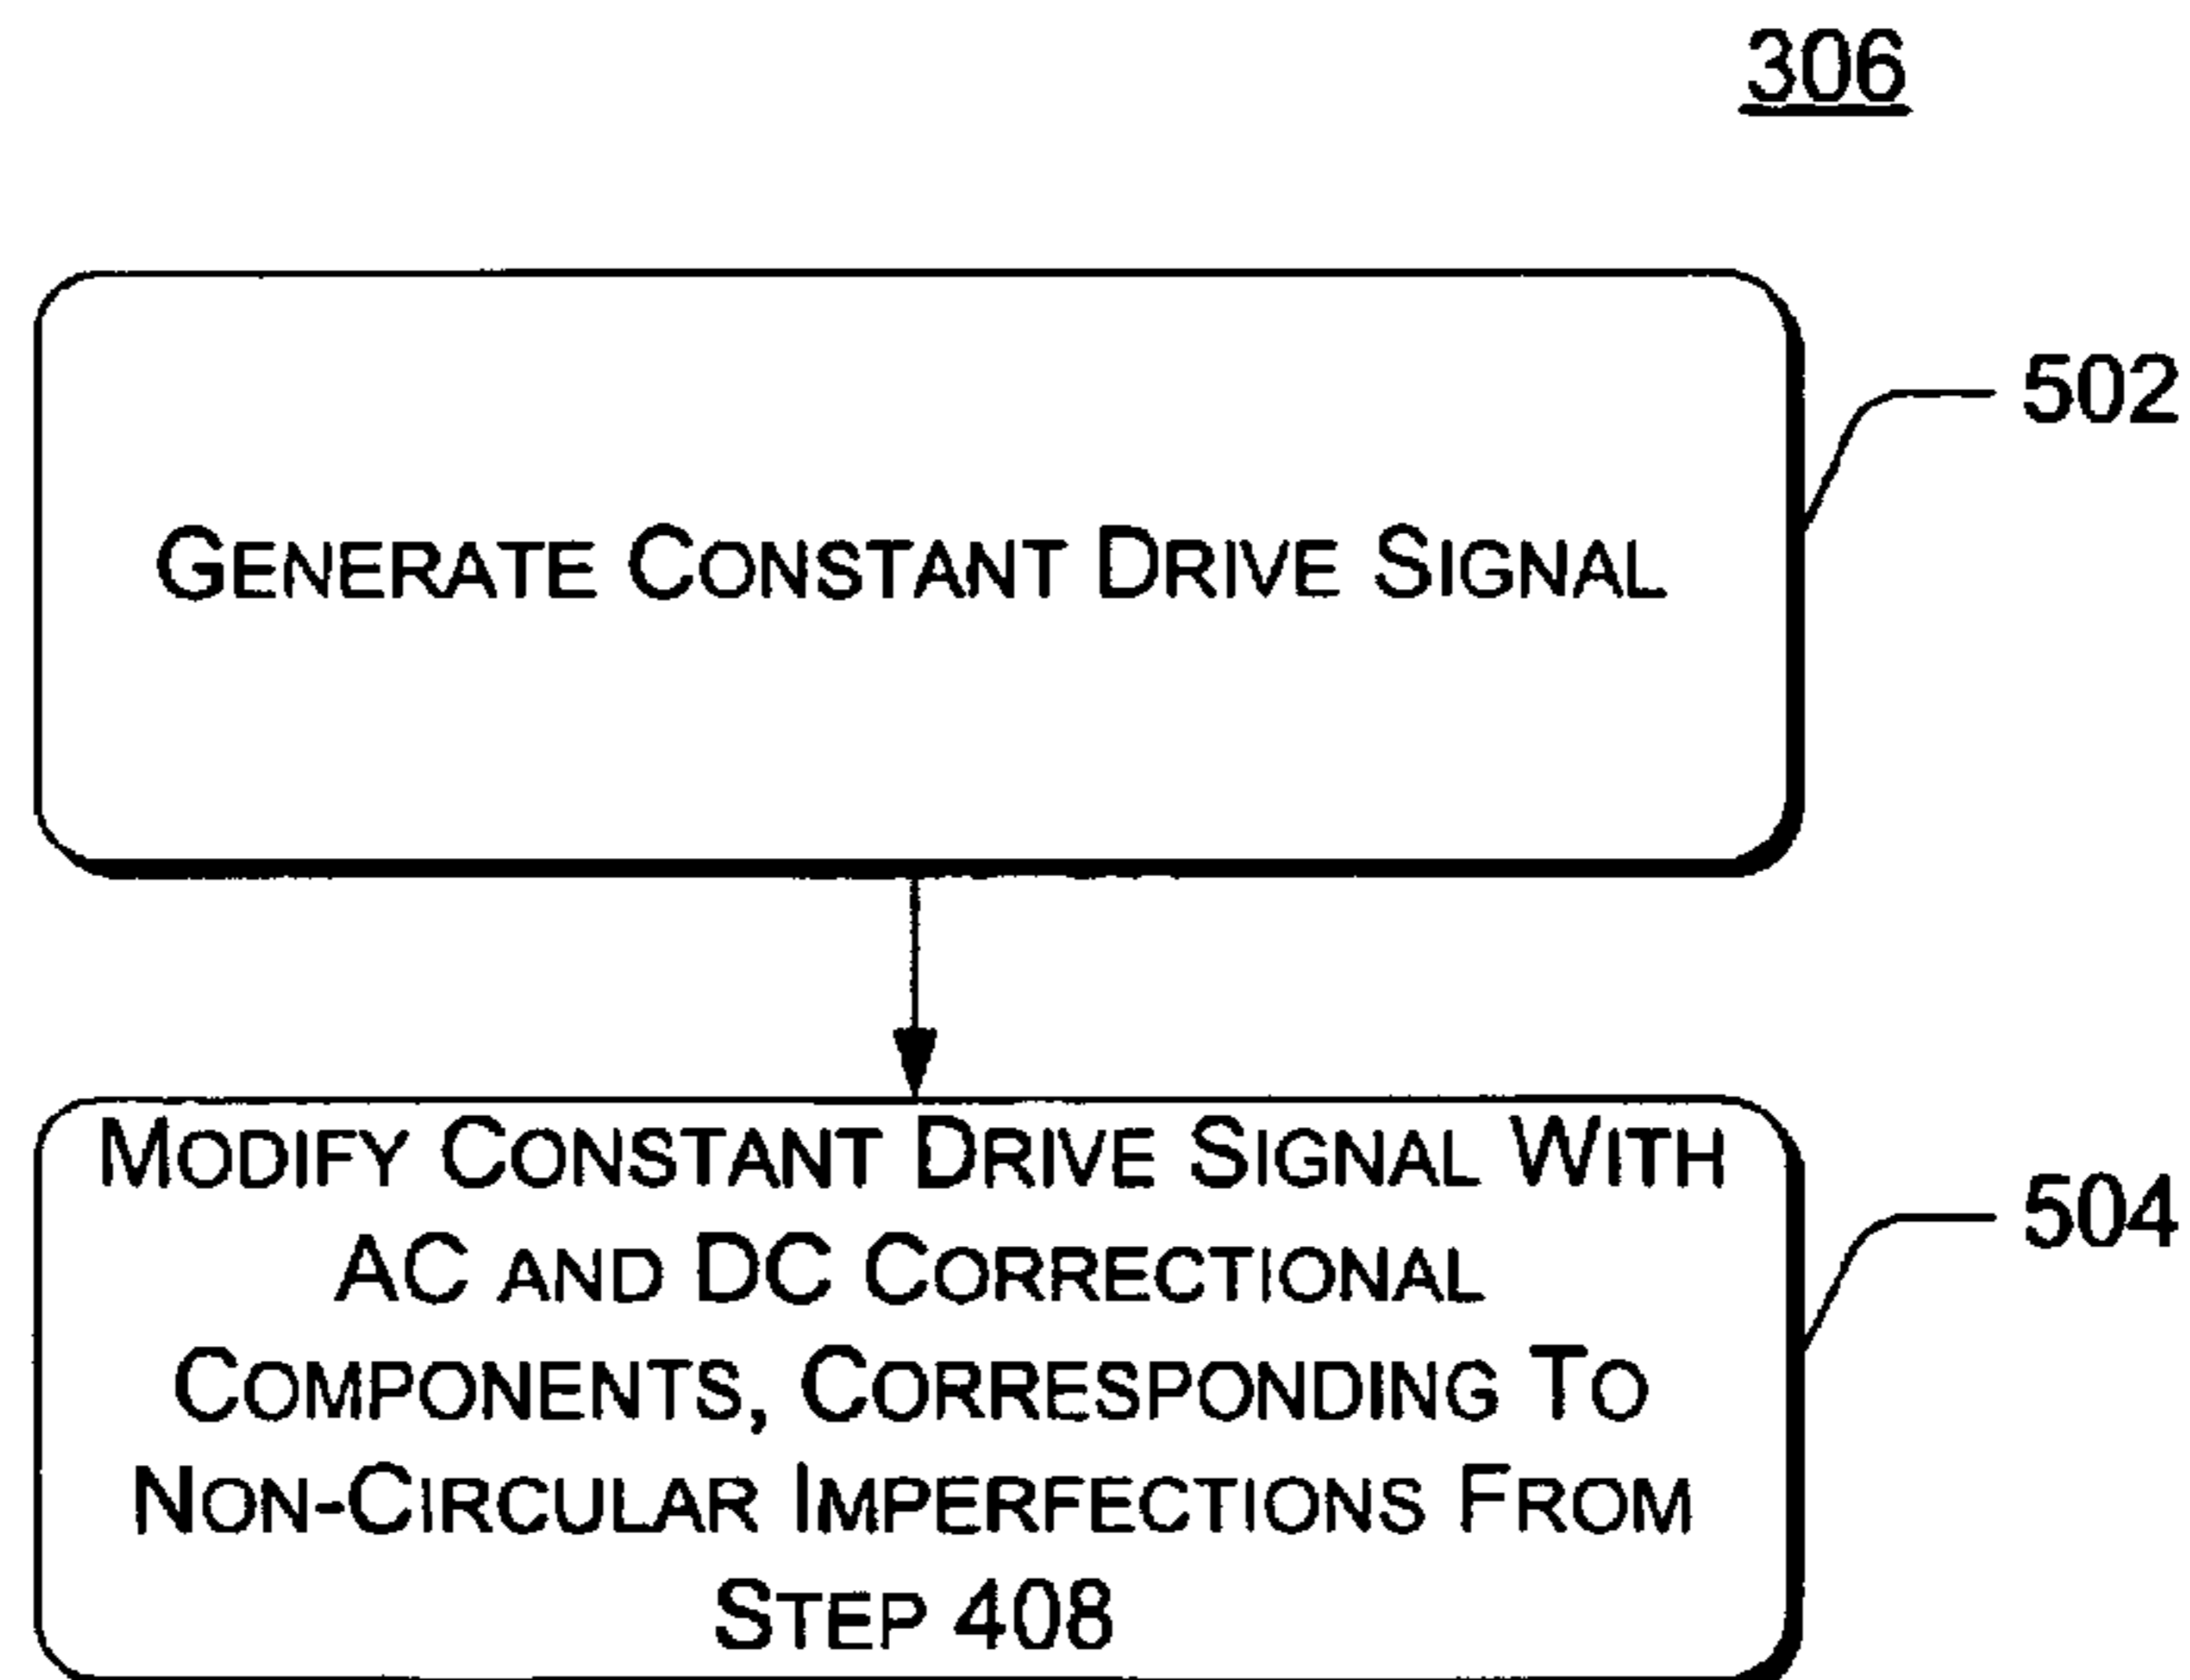 306
GENERATE CONSTANT DRIVE SIGNAL
502
MODIFY CONSTANT DRIVE SIGNAL WITH
AC AND DC CORRECTIONAL
COMPONENTS, CORRESPONDING TO
NON-CIRCULAR IMPERFECTIONS FROM
STEP 408
504